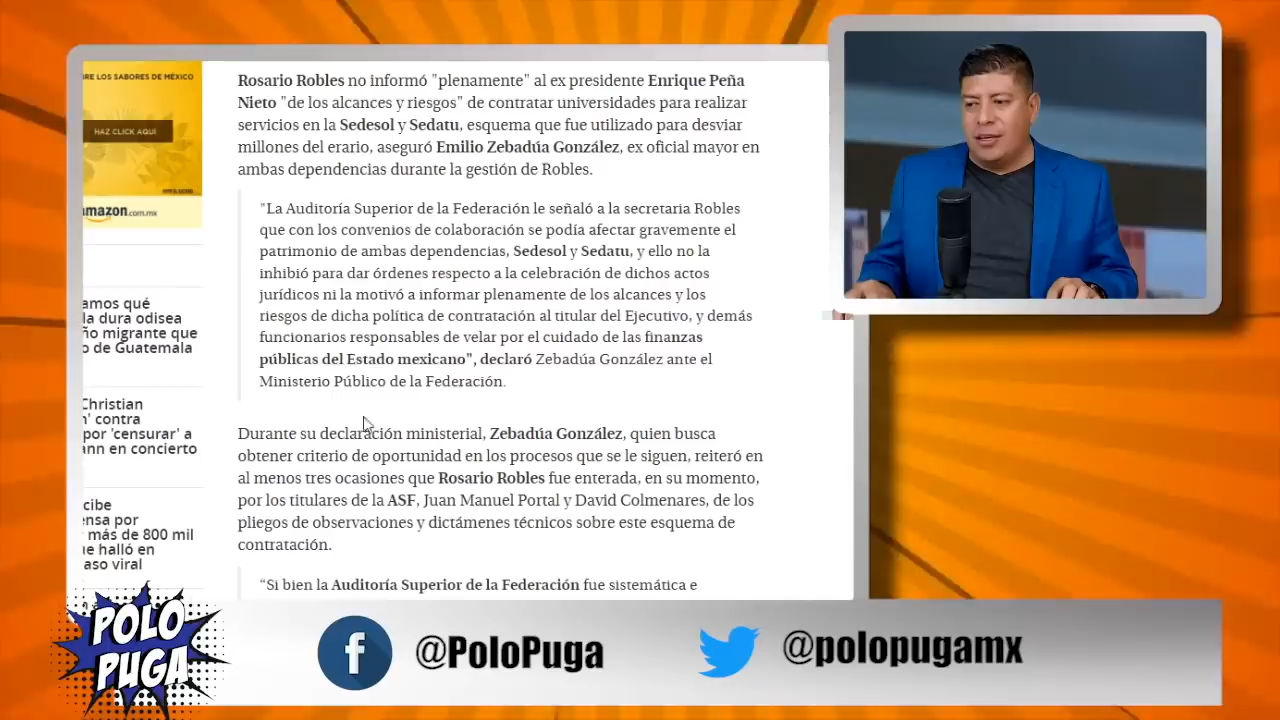 RE LOS SABORES DE MÉXICO
HAZ CLICK AQUÍ
amazon.com.mx
amos qué
la dura odisea
ño migrante que
o de Guatemala
Christian
n' contra
por 'censurar' a
ann en concierto
cibe
ensa por
más de 800 mil
ue halló en
aso viral
Rosario Robles no informó "plenamente" al ex presidente Enrique Peña
Nieto "de los alcances y riesgos" de contratar universidades para realizar
servicios en la Sedesol y Sedatu, esquema que fue utilizado para desviar
millones del erario, aseguró Emilio Zebadúa González, ex oficial mayor en
ambas dependencias durante la gestión de Robles.
"La Auditoría Superior de la Federación le señaló a la secretaria Robles
que con los convenios de colaboración se podía afectar gravemente el
patrimonio de ambas dependencias, Sedesol y Sedatu, y ello no la
inhibió para dar órdenes respecto a la celebración de dichos actos
jurídicos ni la motivó a informar plenamente de los alcances y los
riesgos de dicha política de contratación al titular del Ejecutivo, y demás
funcionarios responsables de velar por el cuidado de las finanzas
públicas del Estado mexicano", declaró Zebadúa González ante el
Ministerio Público de la Federación.
Durante su declaración ministerial, Zebadúa González, quien busca
obtener criterio de oportunidad en los procesos que se le siguen, reiteró en
al menos tres ocasiones que Rosario Robles fue enterada, en su momento,
por los titulares de la ASF, Juan Manuel Portal y David Colmenares, de los
pliegos de observaciones y dictámenes técnicos sobre este esquema de
contratación.
“Si bien la Auditoría Superior de la Federación fue sistemática e
POLO
PUGA
@PoloPuga
@polopugamx